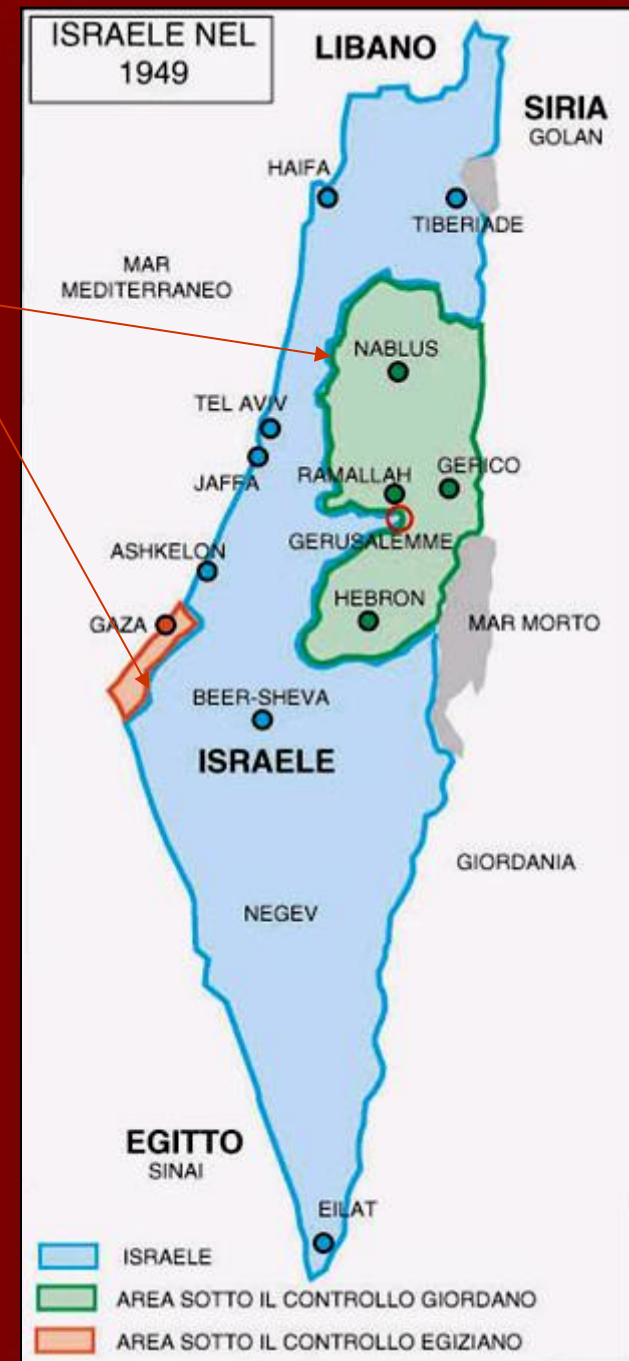 ISRAELE NEL
1949
LIBANO
SIRIA
GOLAN
HAIFA
TIBERIADE
MAR
MEDITERRANEO
NABLUS
TEL AVIV
JAFFA
RAMALLAH
GERICO
GERUSALEMME
ASHKELON
HEBRON
GAZA
MAR MORTO
BEER-SHEVA
ISRAELE
GIORDANIA
NEGEV
EGITTO
SINAI
EILAT
ISRAELE
AREA SOTTO IL CONTROLLO GIORDANO
AREA SOTTO IL CONTROLLO EGIZIANO